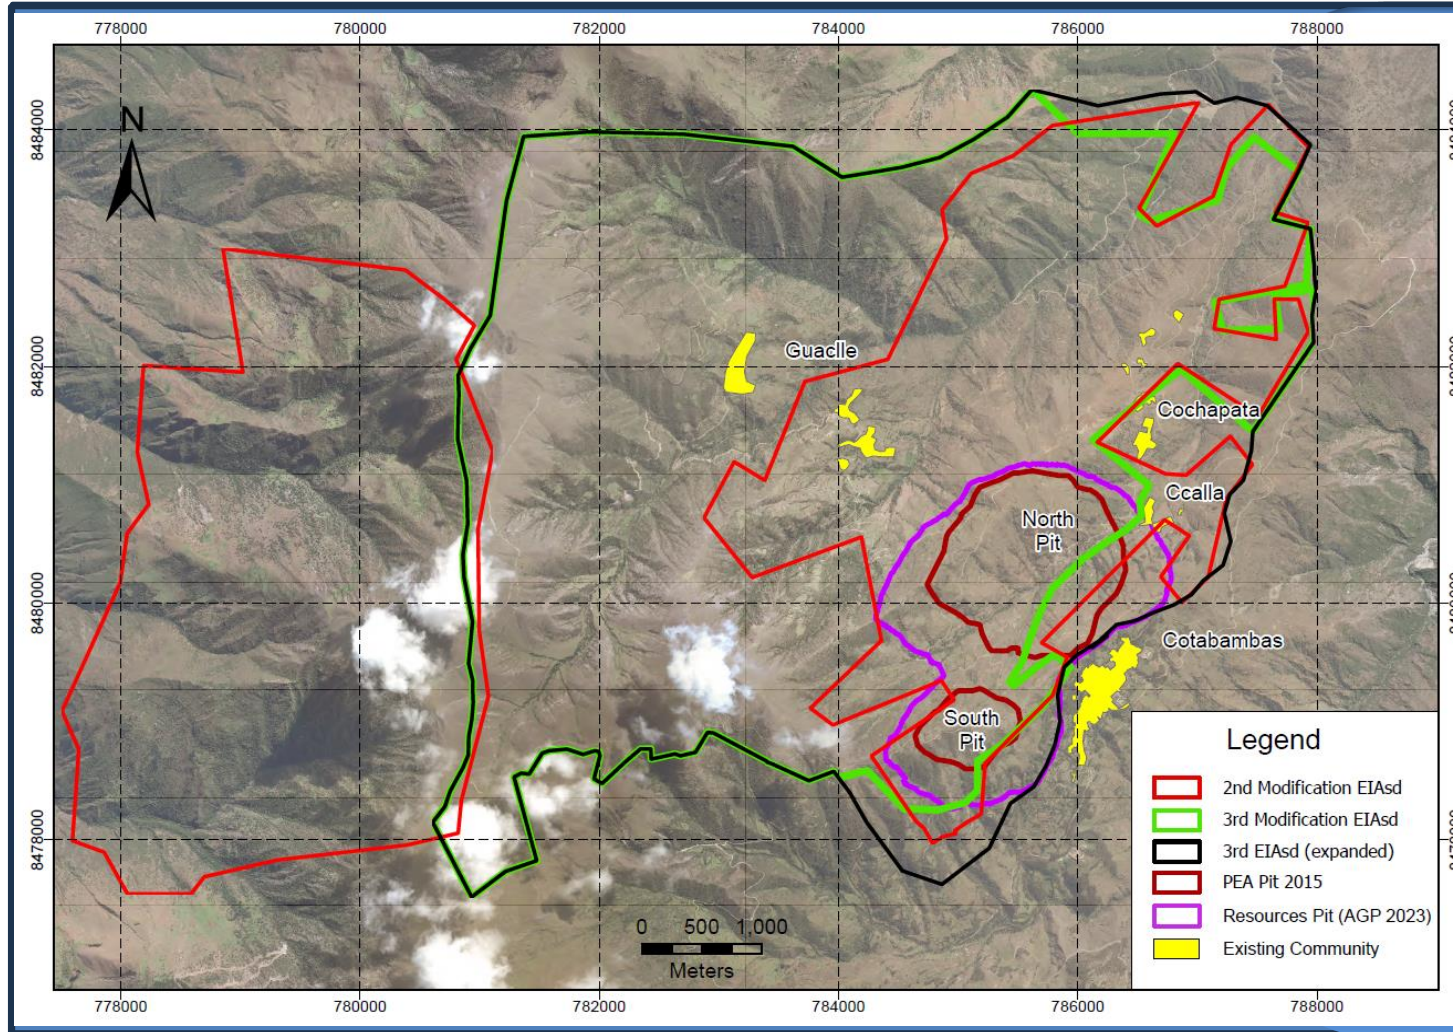 778000 780000 782000 784000 786000 788000
8484000
N
Guaclle
8482000
8482000
Cochapata
Ccalla
North
Pit
8480000
8480000
Cotabambas
South
Pit
Legend
2nd Modification EIAsd
3rd Modification EIAsd
3rd EIAsd (expanded)
PEA Pit 2015
Resources Pit (AGP 2023)
Existing Community
8478000
0 500 1,000
Meters
778000 780000 782000 784000 786000 788000